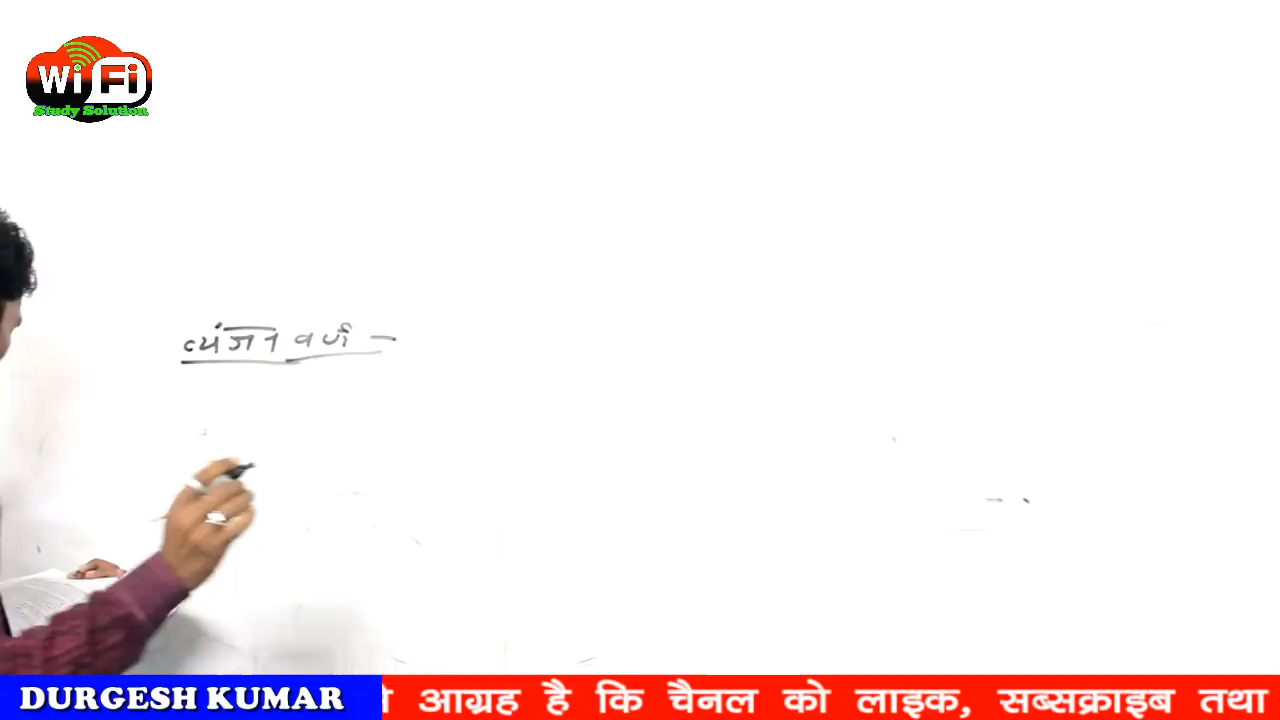 WiFi
Study Solution
व्यंजन वर्ण –
DURGESH KUMAR
आग्रह है कि चैनल को लाइक, सब्सक्राइब तथा